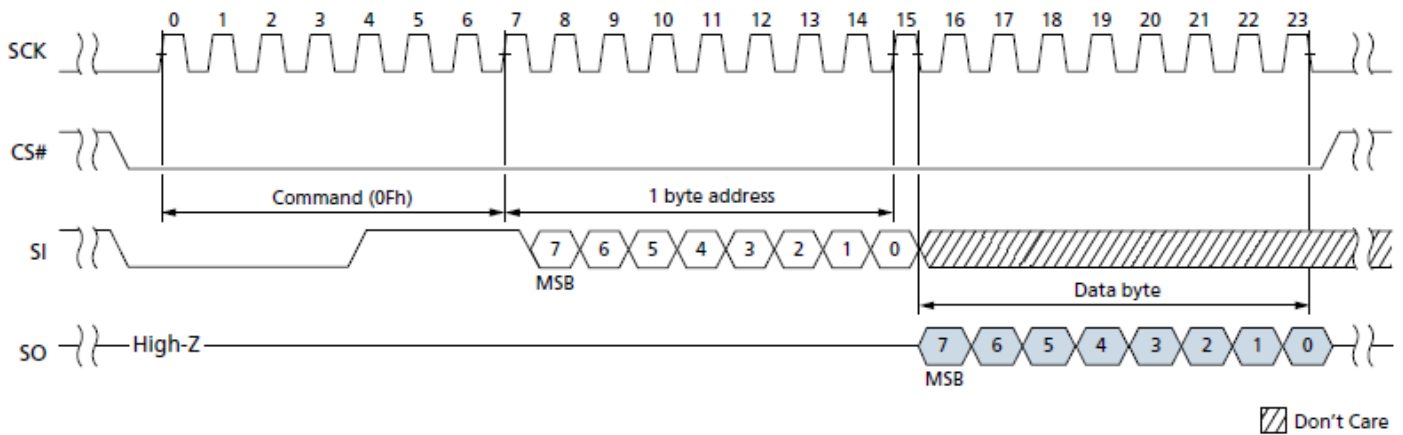 0 1 2 3 4 5 6 7 8 9 10 11 12 13 14 15 16 17 18 19 20 21 22 23
SCK
CS#
Command (0Fh) 1 byte address
SI 7 6 5 4 3 2 1 0
MSB
Data byte
SO High-Z 7 6 5 4 3 2 1 0
MSB
Don't Care